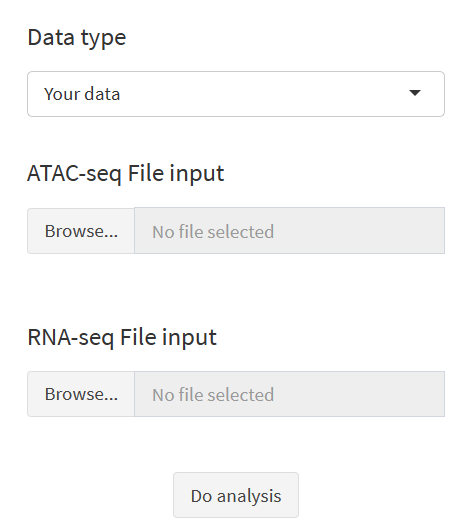 Data type
Your data
ATAC-seq File input
Browse... No file selected
RNA-seq File input
Browse... No file selected
Do analysis